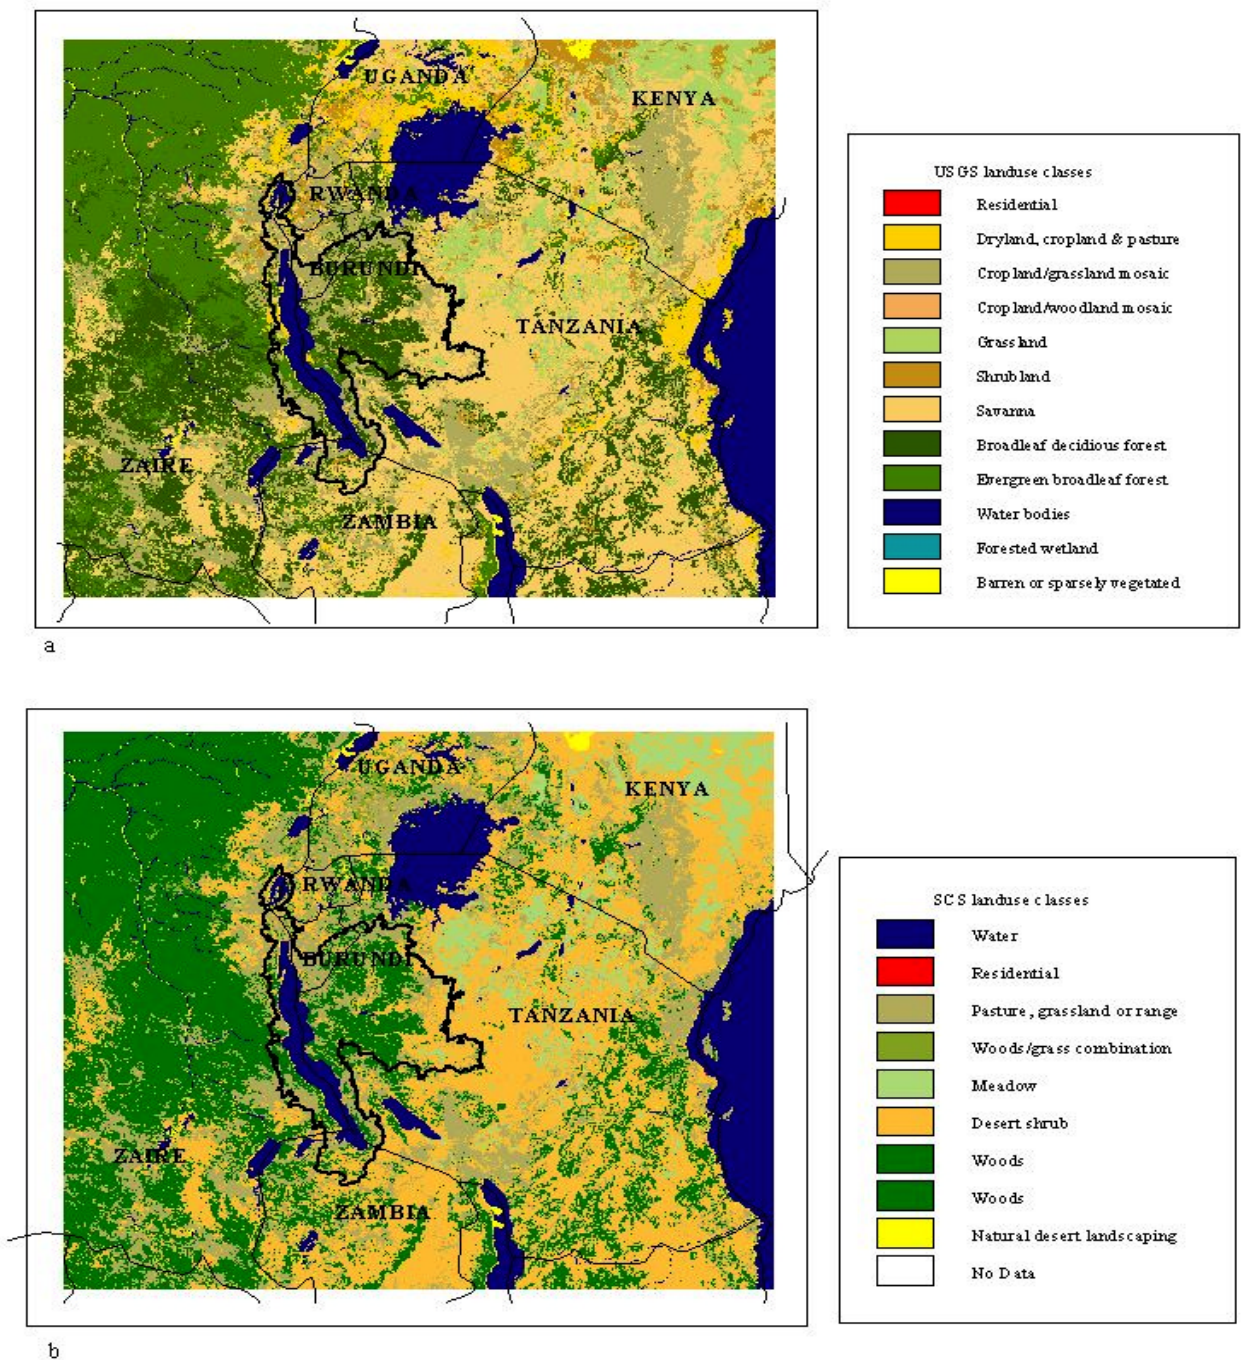 UGANDA
KENYA
RWANDA
BURUNDI
TANZANIA
ZAIRE
ZAMBIA
USGS landuse classes
Residential
Dryland, cropland & pasture
Cropland/grassland mosaic
Cropland/woodland mosaic
Grassland
Shrubland
Savanna
Broadleaf decidious forest
Evergreen broadleaf forest
Water bodies
Forested wetland
Barren or sparsely vegetated
a
UGANDA
KENYA
RWANDA
BURUNDI
TANZANIA
ZAIRE
ZAMBIA
SCS landuse classes
Water
Residential
Pasture, grassland or range
Woods/grass combination
Meadow
Desert shrub
Woods
Woods
Natural desert landscaping
No Data
b